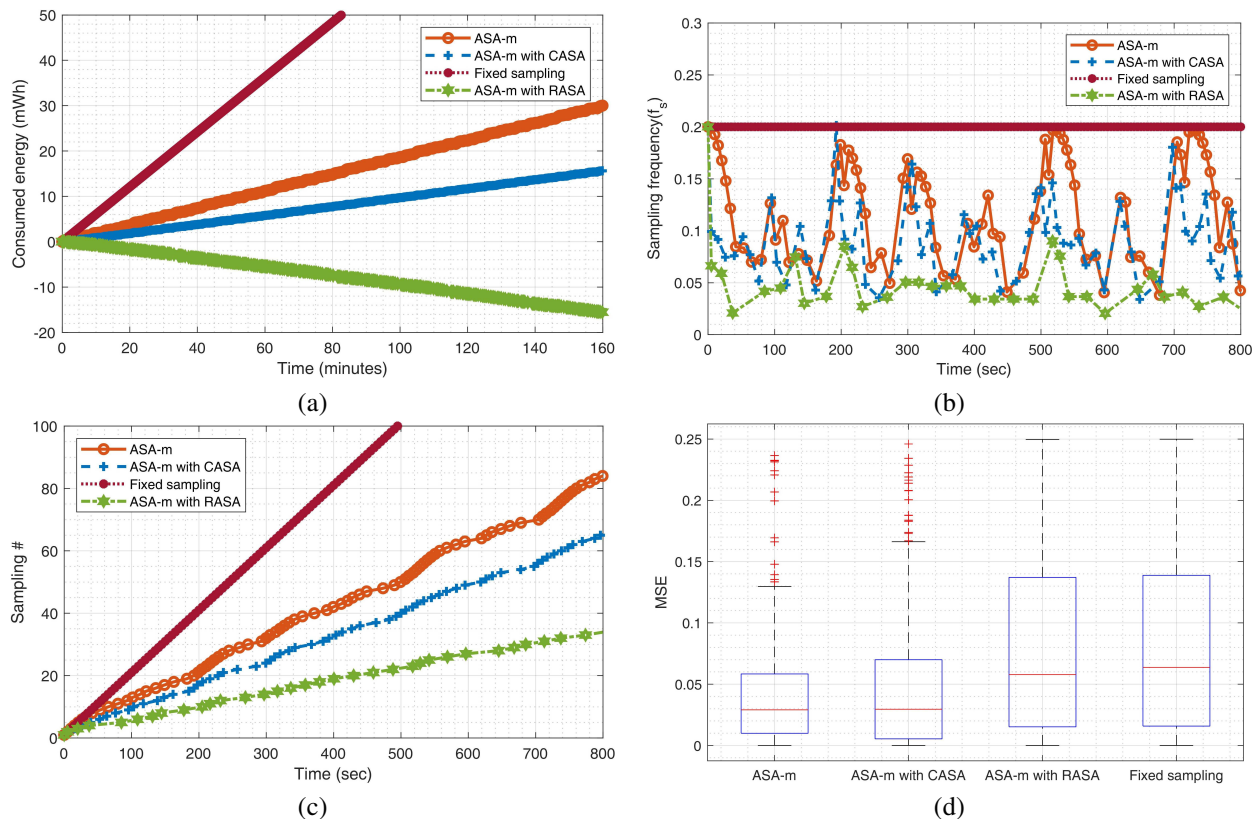 50
40
30
20
10
0
-10
-20
Consumed energy (mWh)
ASA-m
ASA-m with CASA
Fixed sampling
ASA-m with RASA
0 20 40 60 80 100 120 140 160
Time (minutes)
(a)
0.3
0.25
0.2
0.15
0.1
0.05
0
Sampling frequency(f_s)
ASA-m
ASA-m with CASA
Fixed sampling
ASA-m with RASA
0 100 200 300 400 500 600 700 800
Time (sec)
(b)
100
80
60
40
20
0
Sampling #
ASA-m
ASA-m with CASA
Fixed sampling
ASA-m with RASA
0 100 200 300 400 500 600 700 800
Time (sec)
(c)
0.25
0.2
0.15
0.1
0.05
0
MSE
ASA-m ASA-m with CASA ASA-m with RASA Fixed sampling
(d)